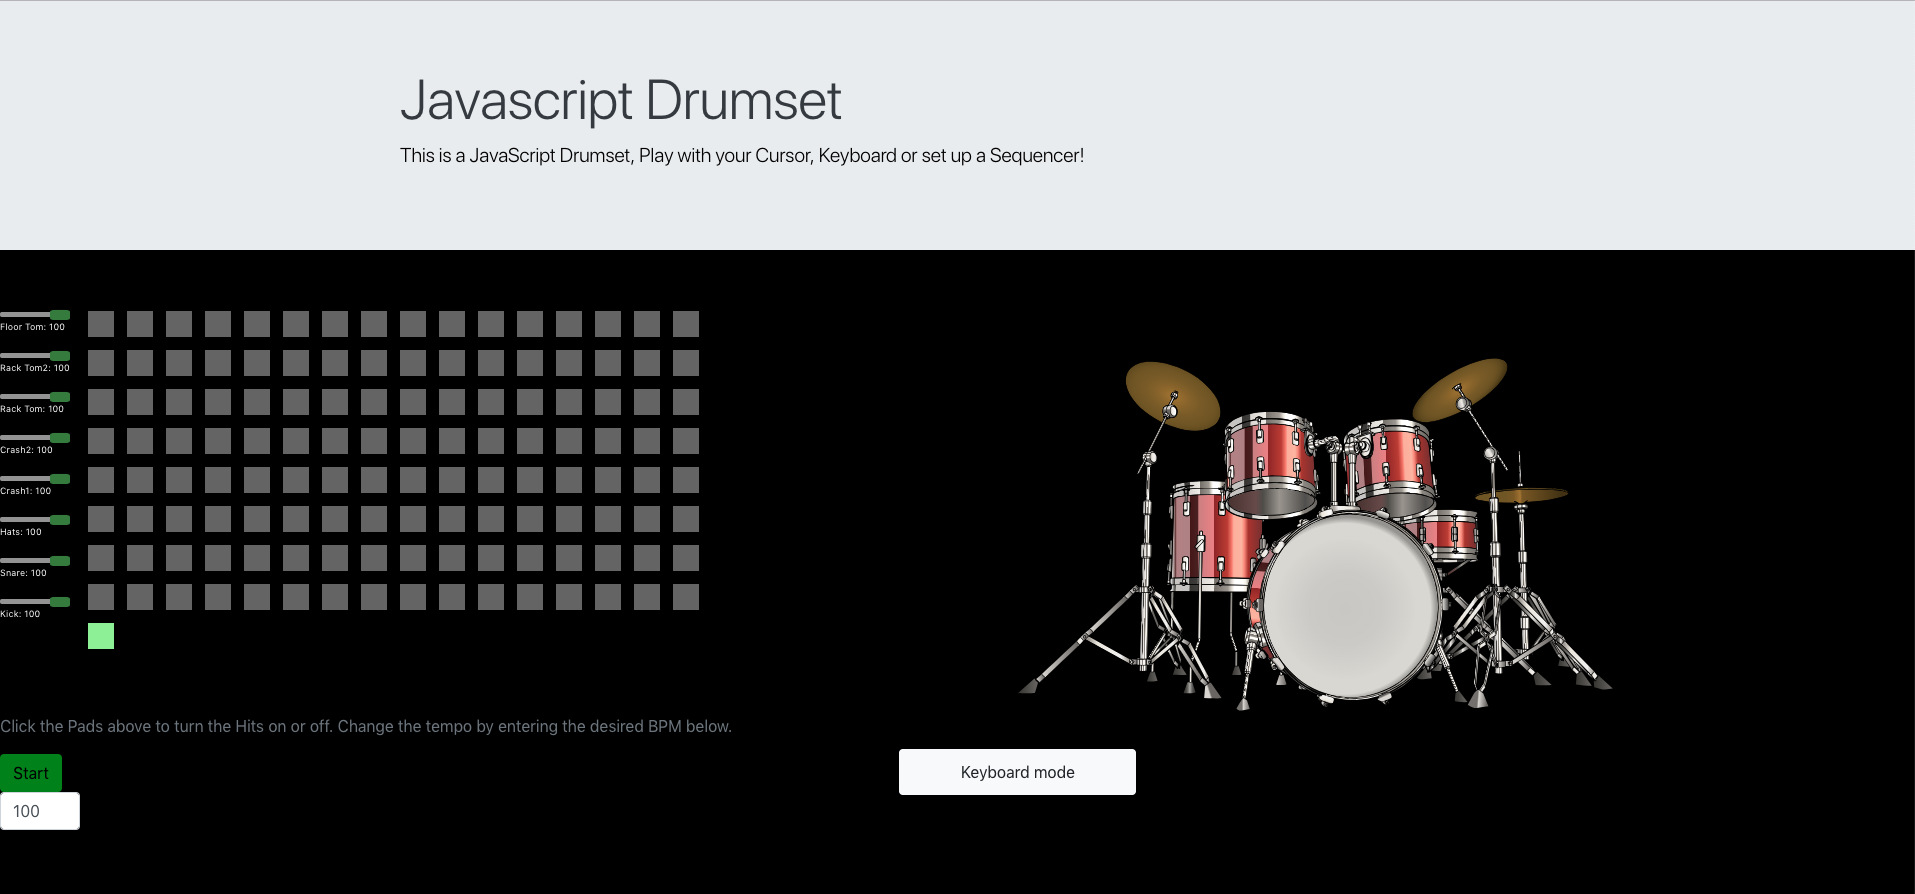 Javascript Drumset
This is a JavaScript Drumset, Play with your Cursor, Keyboard or set up a Sequencer!
Floor Tom: 100
Rack Tom2: 100
Rack Tom: 100
Crash2: 100
Crash1: 100
Hats: 100
Snare: 100
Kick: 100
Click the Pads above to turn the Hits on or off. Change the tempo by entering the desired BPM below.
Start
100
Keyboard mode